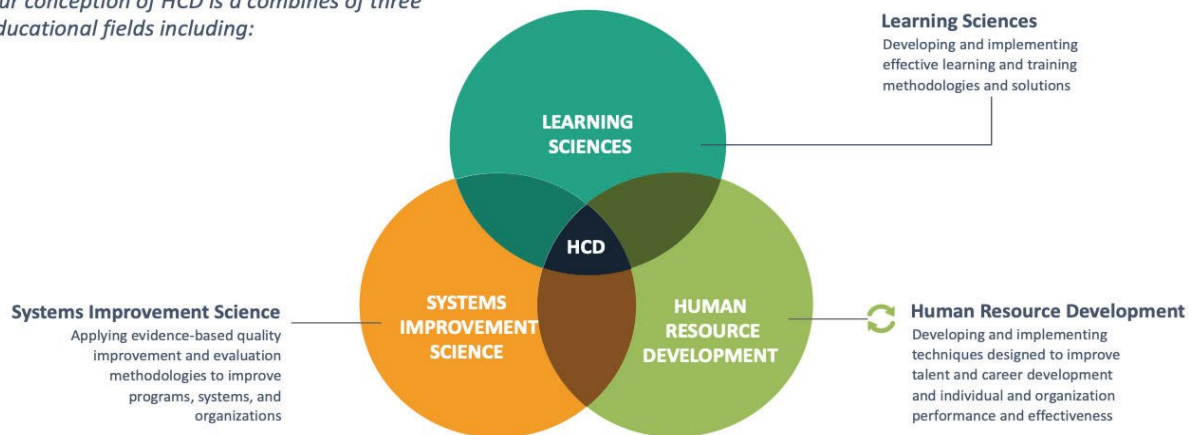 ur conception of HCD is a combines of three
ducational fields including:
Learning Sciences
Developing and implementing
effective learning and training
methodologies and solutions
LEARNING
SCIENCES
HCD
SYSTEMS
IMPROVEMENT
SCIENCE
HUMAN
RESOURCE
DEVELOPMENT
Systems Improvement Science
Applying evidence-based quality
improvement and evaluation
methodologies to improve
programs, systems, and
organizations
Human Resource Development
Developing and implementing
techniques designed to improve
talent and career development
and individual and organization
performance and effectiveness